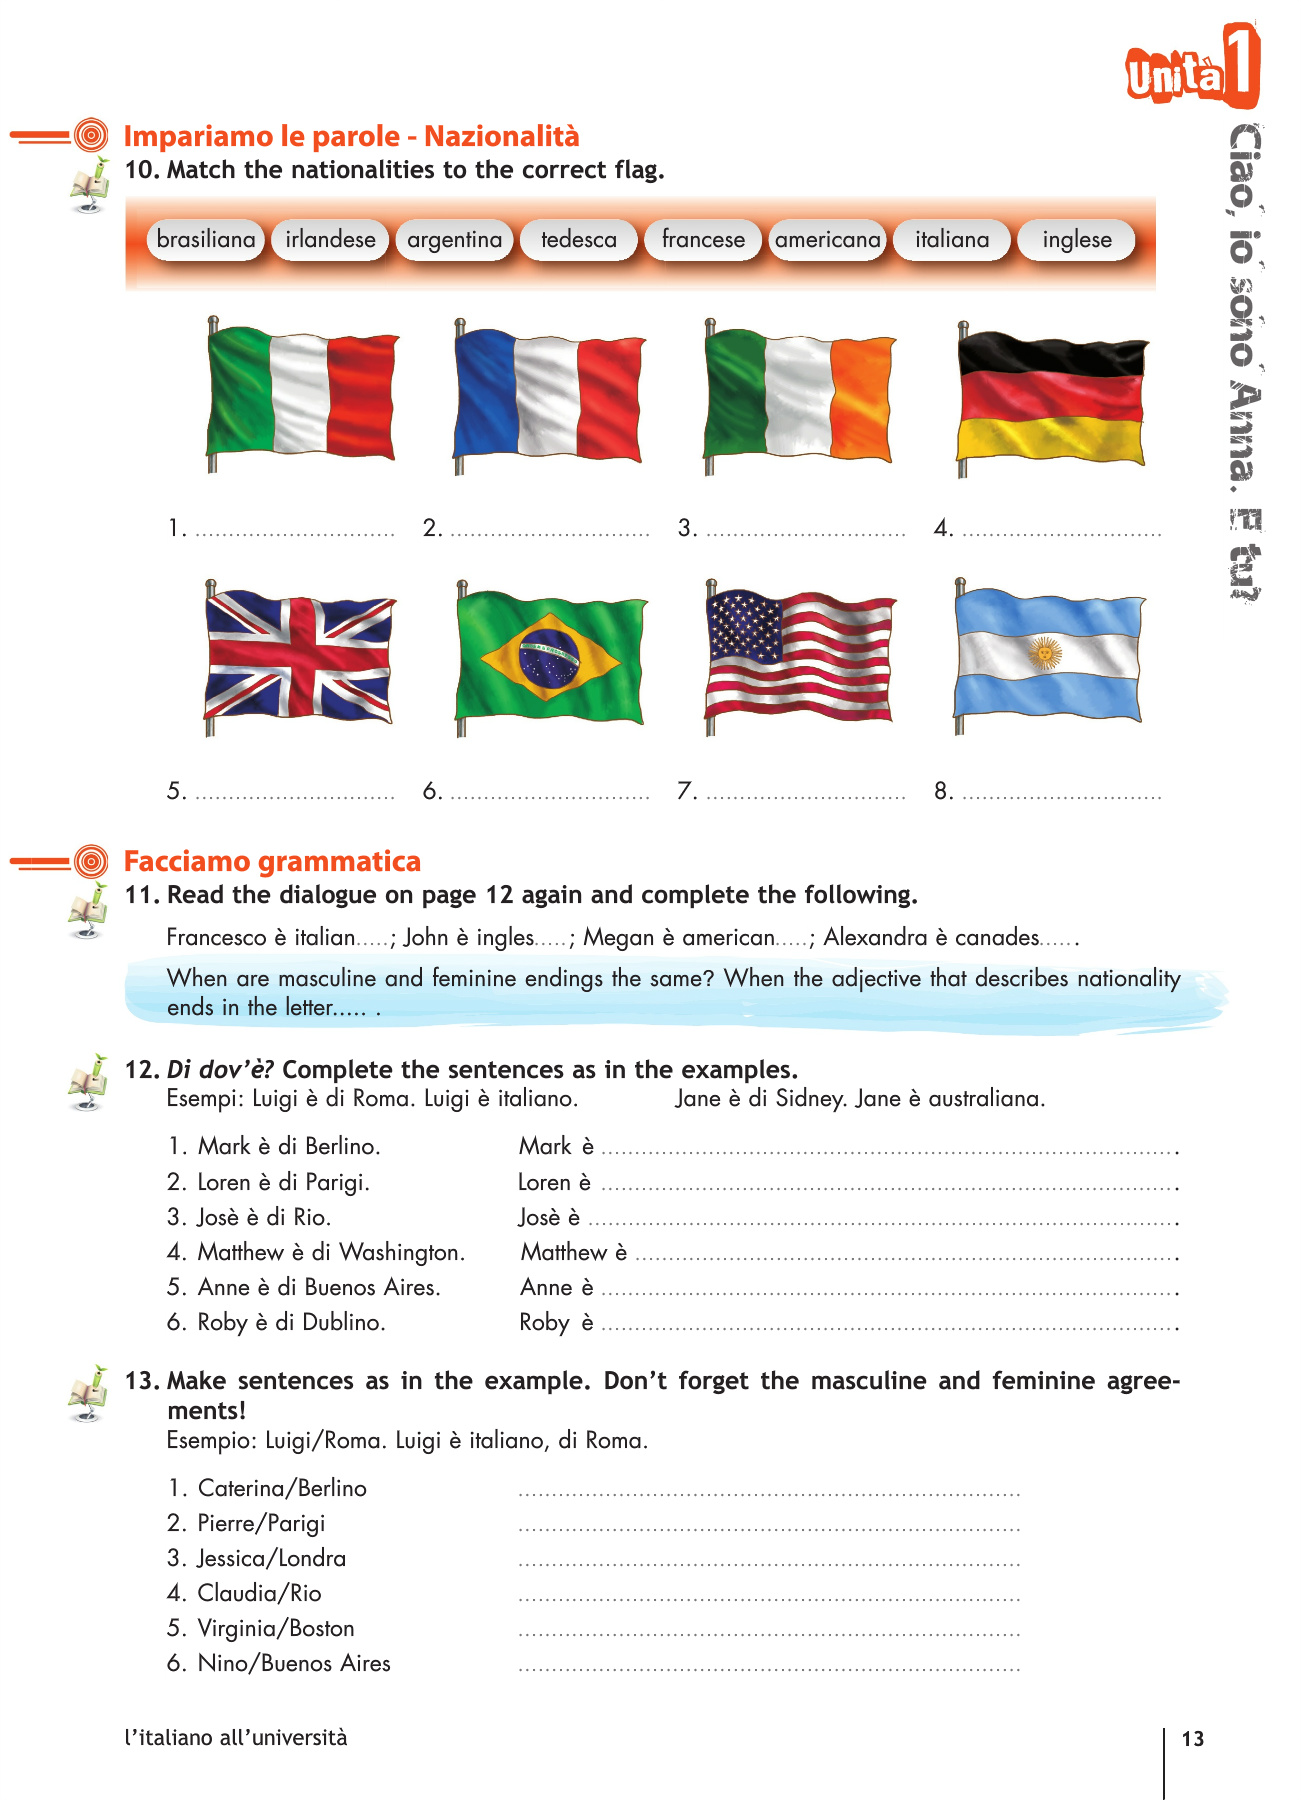 Unità 1
Ciao, io sono Anna. E tu?
Impariamo le parole - Nazionalità
10. Match the nationalities to the correct flag.
brasiliana irlandese argentina tedesca francese americana italiana inglese
1. .............................. 2. .............................. 3. .............................. 4. ..............................
5. .............................. 6. .............................. 7. .............................. 8. ..............................
Facciamo grammatica
11. Read the dialogue on page 12 again and complete the following.
Francesco è italian.....; John è ingles.....; Megan è american.....; Alexandra è canades..... .
When are masculine and feminine endings the same? When the adjective that describes nationality
ends in the letter..... .
12. Di dov’è? Complete the sentences as in the examples.
Esempi: Luigi è di Roma. Luigi è italiano. Jane è di Sidney. Jane è australiana.
1. Mark è di Berlino. Mark è ..................................................................................... .
2. Loren è di Parigi. Loren è ..................................................................................... .
3. Josè è di Rio. Josè è ....................................................................................... .
4. Matthew è di Washington. Matthew è ................................................................................ .
5. Anne è di Buenos Aires. Anne è ..................................................................................... .
6. Roby è di Dublino. Roby è ..................................................................................... .
13. Make sentences as in the example. Don’t forget the masculine and feminine agree-
ments!
Esempio: Luigi/Roma. Luigi è italiano, di Roma.
1. Caterina/Berlino ...........................................................................
2. Pierre/Parigi ...........................................................................
3. Jessica/Londra ...........................................................................
4. Claudia/Rio ...........................................................................
5. Virginia/Boston ...........................................................................
6. Nino/Buenos Aires ...........................................................................
l’italiano all’università
13